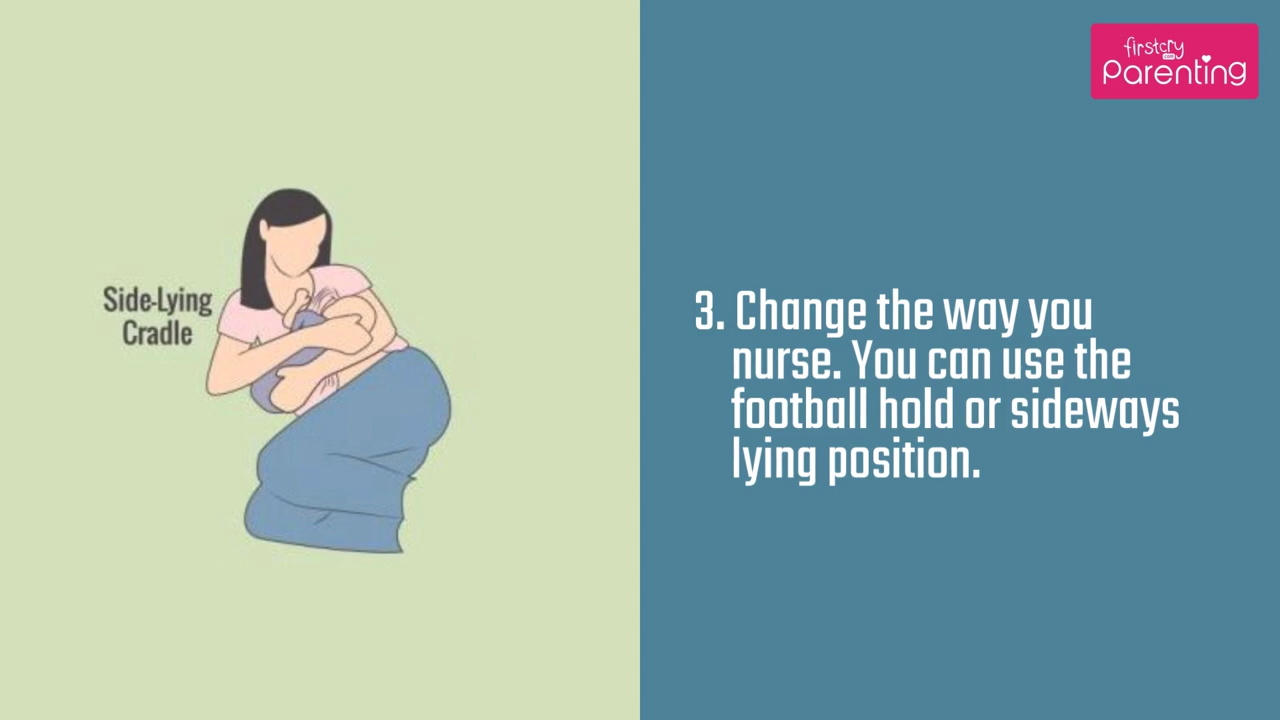 firstcry
.com
Parenting
Side-Lying
Cradle
3. Change the way you
nurse. You can use the
football hold or sideways
lying position.